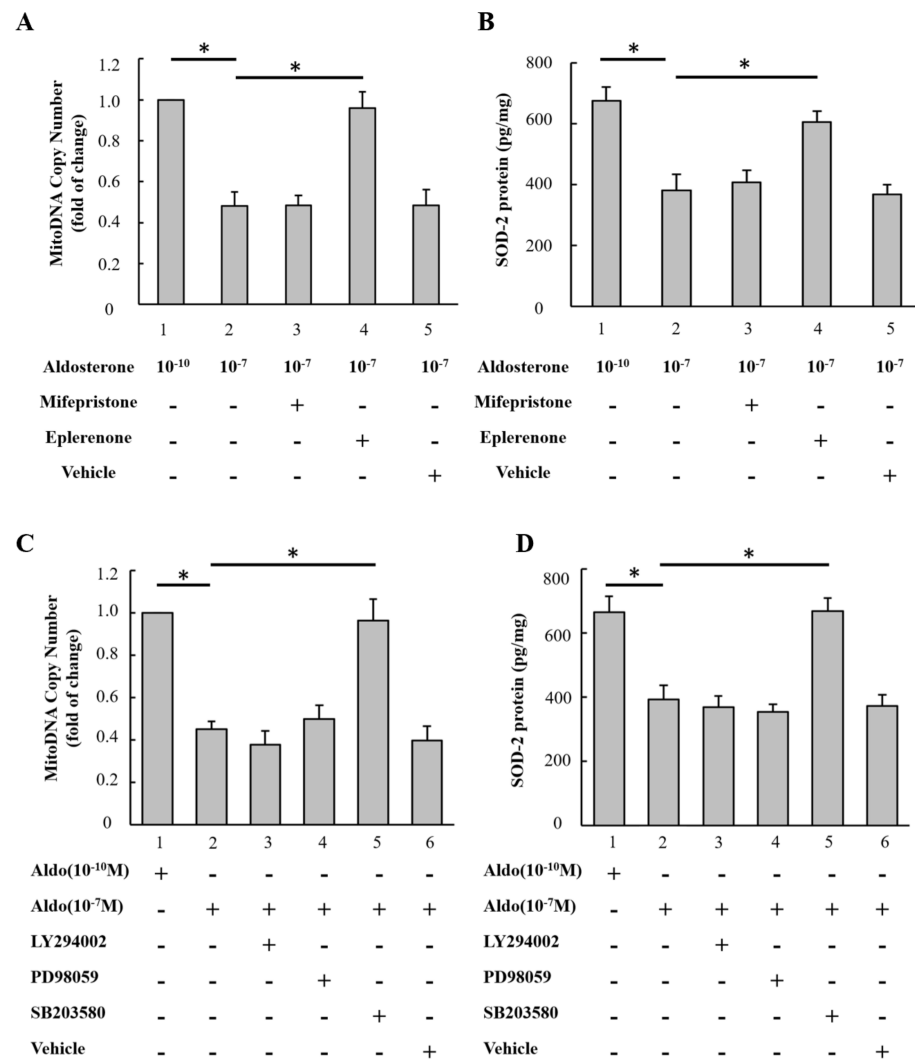 A
B
MitoDNA Copy Number
(fold of change)
1.2
1.0
0.8
0.6
0.4
0.2
0
*
*
1 2 3 4 5
Aldosterone 10⁻¹⁰ 10⁻⁷ 10⁻⁷ 10⁻⁷ 10⁻⁷
Mifepristone - - + - -
Eplerenone - - - + -
Vehicle - - - - +
SOD-2 protein (pg/mg)
800
600
400
200
0
*
*
1 2 3 4 5
Aldosterone 10⁻¹⁰ 10⁻⁷ 10⁻⁷ 10⁻⁷ 10⁻⁷
Mifepristone - - + - -
Eplerenone - - - + -
Vehicle - - - - +
C
D
MitoDNA Copy Number
(fold of change)
1.2
1.0
0.8
0.6
0.4
0.2
0
*
*
1 2 3 4 5 6
Aldo(10⁻¹⁰M) + - - - - -
Aldo(10⁻⁷M) - + + + + +
LY294002 - - + - - -
PD98059 - - - + - -
SB203580 - - - - + -
Vehicle - - - - - +
SOD-2 protein (pg/mg)
800
600
400
200
0
*
*
1 2 3 4 5 6
Aldo(10⁻¹⁰M) + - - - - -
Aldo(10⁻⁷M) - + + + + +
LY294002 - - + - - -
PD98059 - - - + - -
SB203580 - - - - + -
Vehicle - - - - - +